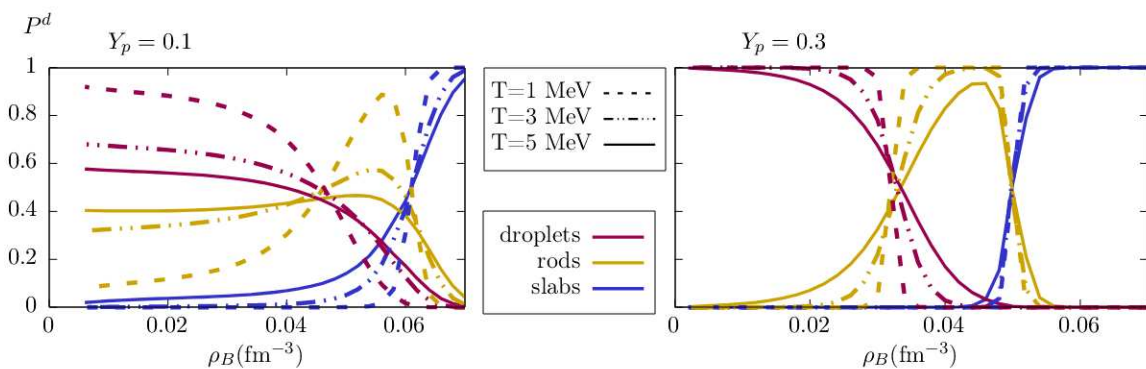 P^d
Y_p = 0.1
Y_p = 0.3
1
0.8
0.6
0.4
0.2
0
0
0.02
0.04
0.06
ρ_B(fm⁻³)
T=1 MeV
T=3 MeV
T=5 MeV
droplets
rods
slabs
0
0.02
0.04
0.06
ρ_B(fm⁻³)